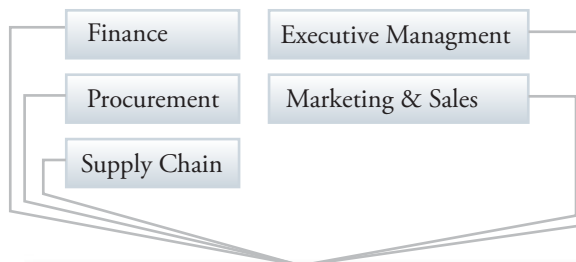 Finance
Executive Managment
Procurement
Marketing & Sales
Supply Chain